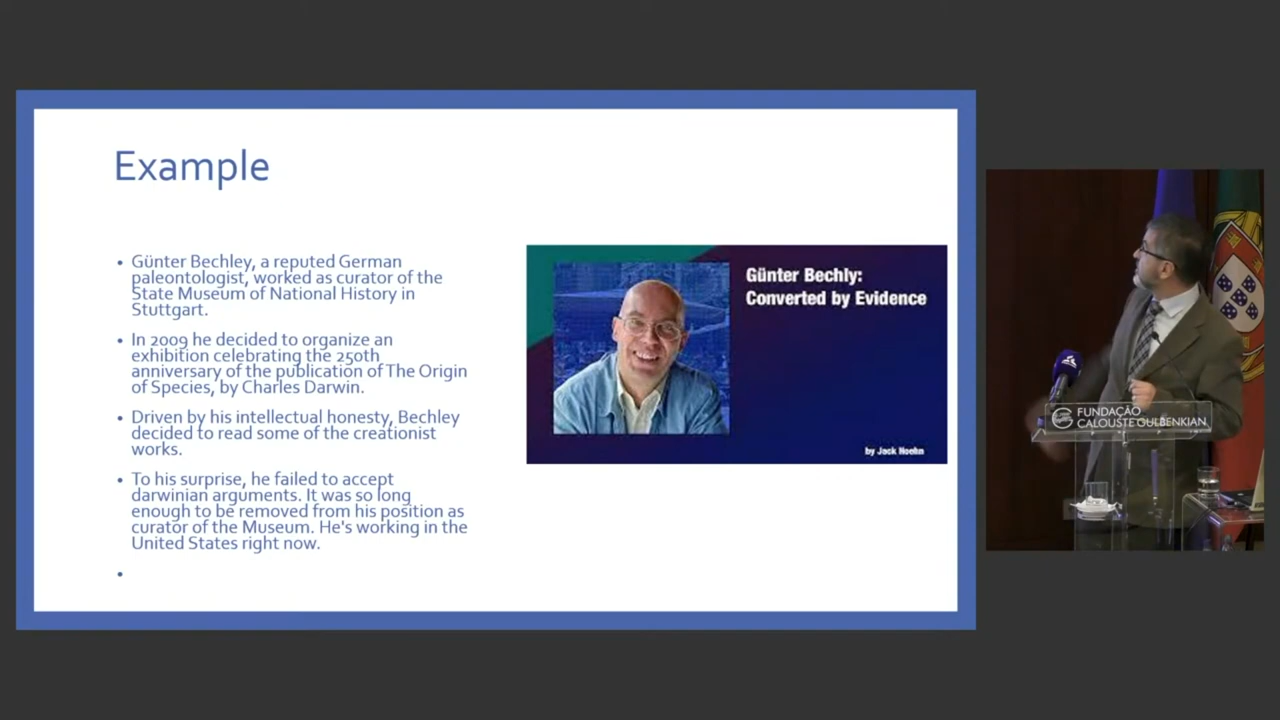 Example
• Günter Bechley, a reputed German
paleontologist, worked as curator of the
State Museum of National History in
Stuttgart.
• In 2009 he decided to organize an
exhibition celebrating the 250th
anniversary of the publication of The Origin
of Species, by Charles Darwin.
• Driven by his intellectual honesty, Bechley
decided to read some of the creationist
works.
• To his surprise, he failed to accept
darwinian arguments. It was so long
enough to be removed from his position as
curator of the Museum. He's working in the
United States right now.
•
Günter Bechly:
Converted by Evidence
by Jack Hoehn
FUNDAÇÃO
CALOUSTE GULBENKIAN